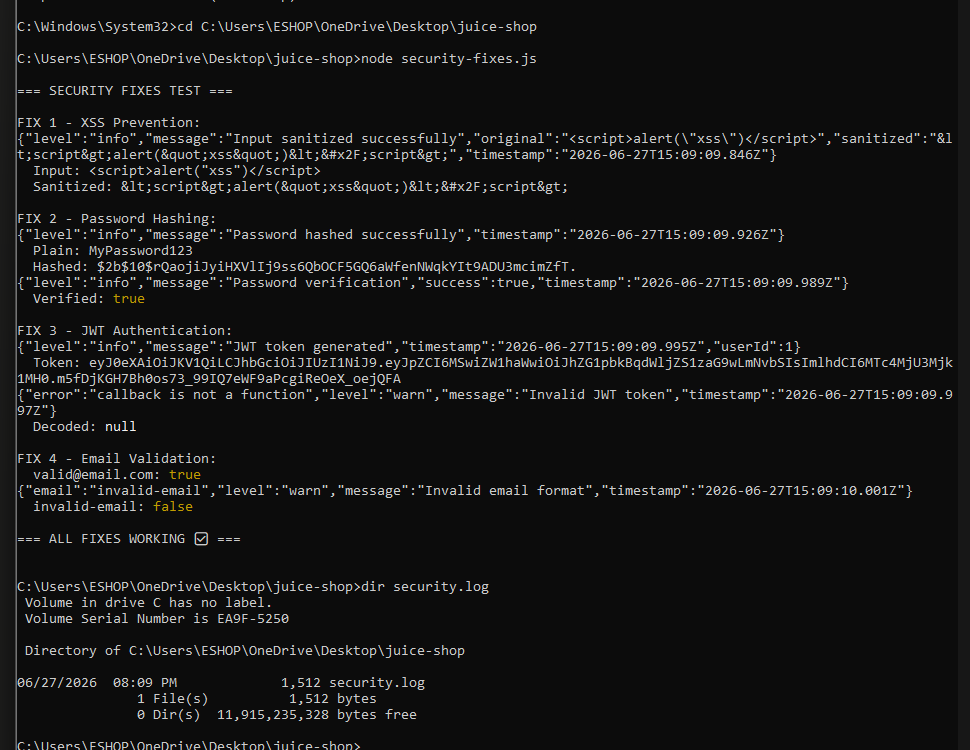 C:\Windows\System32>cd C:\Users\ESHOP\OneDrive\Desktop\juice-shop
C:\Users\ESHOP\OneDrive\Desktop\juice-shop>node security-fixes.js
=== SECURITY FIXES TEST ===
FIX 1 - XSS Prevention:
{"level":"info","message":"Input sanitized successfully","original":"<script>alert(\"xss\")</script>","sanitized":"&l
t;script&gt;alert(&quot;xss&quot;)&lt;&#x2F;script&gt;","timestamp":"2026-06-27T15:09:09.846Z"}
  Input: <script>alert("xss")</script>
  Sanitized: &lt;script&gt;alert(&quot;xss&quot;)&lt;&#x2F;script&gt;
FIX 2 - Password Hashing:
{"level":"info","message":"Password hashed successfully","timestamp":"2026-06-27T15:09:09.926Z"}
  Plain: MyPassword123
  Hashed: $2b$10$rQaojiJyiHXVlIj9ss6QbOCF5GQ6aWfenNWqkYIt9ADU3mcimZfT.
{"level":"info","message":"Password verification","success":true,"timestamp":"2026-06-27T15:09:09.989Z"}
  Verified: true
FIX 3 - JWT Authentication:
{"level":"info","message":"JWT token generated","timestamp":"2026-06-27T15:09:09.995Z","userId":1}
  Token: eyJ0eXAiOiJKV1QiLCJhbGciOiJIUzI1NiJ9.eyJpZCI6MSwiZW1haWwiOiJhZG1pbkBqdWljZS1zaG9wLmNvbSIsImlhdCI6MTc4MjU3Mjk
1MH0.m5fDjKGH7Bh0os73_99IQ7eWF9aPcgiReOeX_oejQFA
{"error":"callback is not a function","level":"warn","message":"Invalid JWT token","timestamp":"2026-06-27T15:09:09.9
97Z"}
  Decoded: null
FIX 4 - Email Validation:
  valid@email.com: true
{"email":"invalid-email","level":"warn","message":"Invalid email format","timestamp":"2026-06-27T15:09:10.001Z"}
  invalid-email: false
=== ALL FIXES WORKING ☑ ===
C:\Users\ESHOP\OneDrive\Desktop\juice-shop>dir security.log
 Volume in drive C has no label.
 Volume Serial Number is EA9F-5250
 Directory of C:\Users\ESHOP\OneDrive\Desktop\juice-shop
06/27/2026  08:09 PM             1,512 security.log
               1 File(s)          1,512 bytes
               0 Dir(s)  11,915,235,328 bytes free
C:\Users\ESHOP\OneDrive\Desktop\juice-shop>